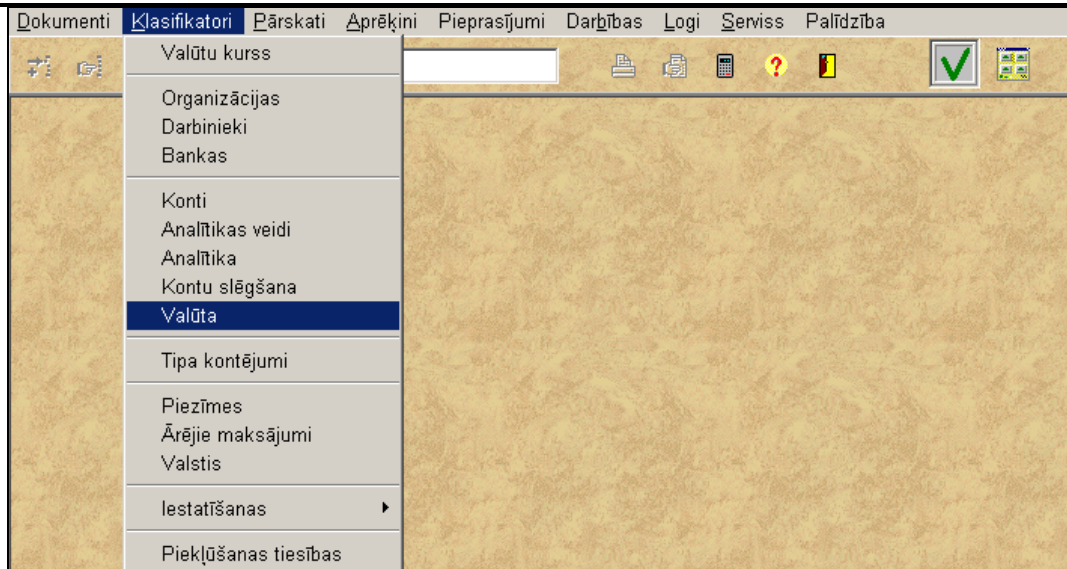 Dokumenti Klasifikatori Pārskati Aprēķini Pieprasījumi Darbības Logi Serviss Palīdzība
Valūtu kurss
Organizācijas
Darbinieki
Bankas
Konti
Analītikas veidi
Analītika
Kontu slēgšana
Valūta
Tipa kontējumi
Piezīmes
Ārējie maksājumi
Valstis
Iestatīšanas
Piekļūšanas tiesības